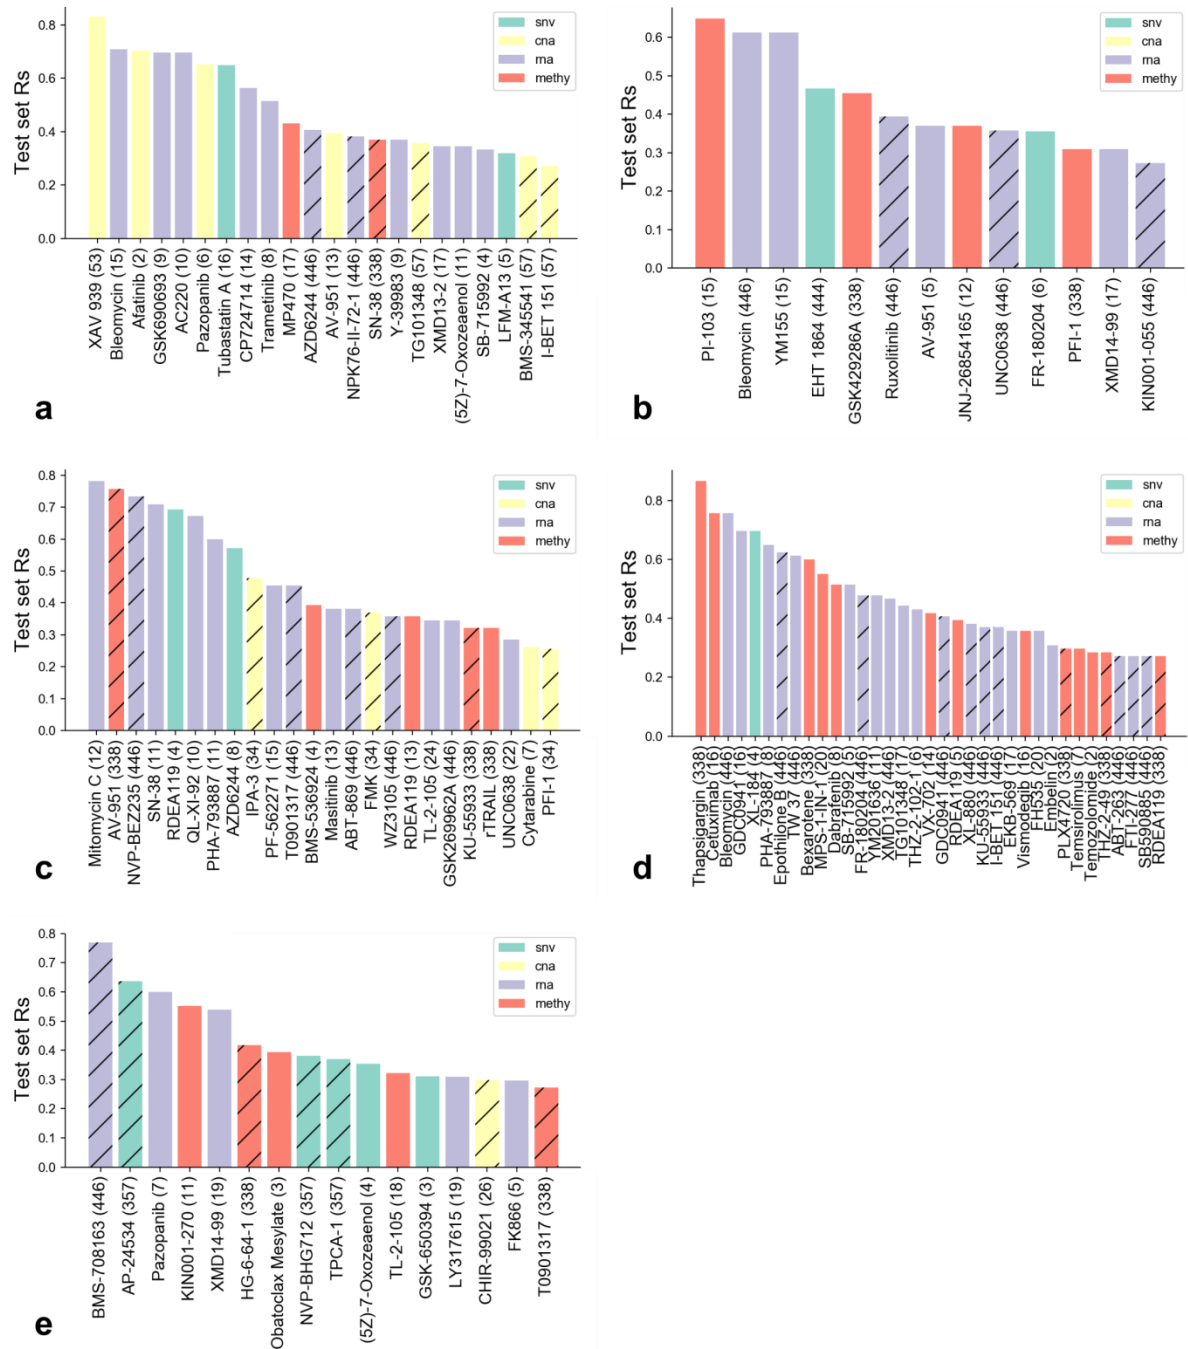 0.8
0.6
0.4
0.2
0.0
Test set Rs
snv
cna
rna
methy
XAV 939 (53)
Bleomycin (15)
Afatinib (2)
GSK690693 (9)
AC220 (10)
Pazopanib (6)
Tubastatin A (16)
CP724714 (14)
Trametinib (8)
MP470 (17)
AZD6244 (446)
AV-951 (13)
NPK76-II-72-1 (446)
SN-38 (338)
Y-39983 (9)
TG101348 (57)
XMD13-2 (17)
(5Z)-7-Oxozeaenol (11)
SB-715992 (4)
LFM-A13 (5)
BMS-345541 (57)
I-BET 151 (57)
a
0.6
0.5
0.4
0.3
0.2
0.1
0.0
Test set Rs
snv
cna
rna
methy
PI-103 (15)
Bleomycin (446)
YM155 (15)
EHT 1864 (444)
GSK429286A (338)
Ruxolitinib (446)
AV-951 (5)
JNJ-26854165 (12)
UNC0638 (446)
FR-180204 (6)
PFI-1 (338)
XMD14-99 (17)
KIN001-055 (446)
b
0.8
0.7
0.6
0.5
0.4
0.3
0.2
0.1
0.0
Test set Rs
snv
cna
rna
methy
Mitomycin C (12)
AV-951 (338)
NVP-BEZ235 (446)
SN-38 (11)
RDEA119 (4)
QL-XI-92 (10)
PHA-793887 (11)
AZD6244 (8)
IPA-3 (34)
PF-562271 (15)
T0901317 (446)
BMS-536924 (4)
Masitinib (13)
ABT-869 (446)
FMK (34)
WZ3105 (446)
RDEA119 (13)
TL-2-105 (24)
GSK269962A (446)
KU-55933 (338)
rTRAIL (338)
UNC0638 (22)
Cytarabine (7)
PFI-1 (34)
c
0.8
0.6
0.4
0.2
0.0
Test set Rs
snv
cna
rna
methy
Thapsigargin (338)
Cetuximab (16)
Bleomycin (446)
GDC0941 (16)
XL-184 (4)
PHA-793887 (8)
Epothilone B (446)
TW 37 (446)
Bexarotene (338)
MPS-1-IN-1 (20)
Dabrafenib (8)
SB-715992 (5)
FR-180204 (446)
YM201636 (11)
XMD13-2 (446)
TG101348 (17)
THZ-2-102-1 (6)
VX-702 (14)
GDC0941 (446)
RDEA119 (5)
XL-880 (446)
KU-55933 (446)
I-BET 151 (446)
EKB-569 (17)
Vismodegib (16)
FH535 (20)
Embelin (12)
PLX4720 (338)
Temsirolimus (7)
Temozolomide (12)
THZ-2-49 (338)
ABT-263 (446)
FTI-277 (446)
SB590885 (446)
RDEA119 (338)
d
0.8
0.7
0.6
0.5
0.4
0.3
0.2
0.1
0.0
Test set Rs
snv
cna
rna
methy
BMS-708163 (446)
AP-24534 (357)
Pazopanib (7)
KIN001-270 (11)
XMD14-99 (19)
HG-6-64-1 (338)
Obatoclax Mesylate (3)
NVP-BHG712 (357)
TPCA-1 (357)
(5Z)-7-Oxozeaenol (4)
TL-2-105 (18)
GSK-650394 (3)
LY317615 (19)
CHIR-99021 (26)
FK866 (5)
T0901317 (338)
e